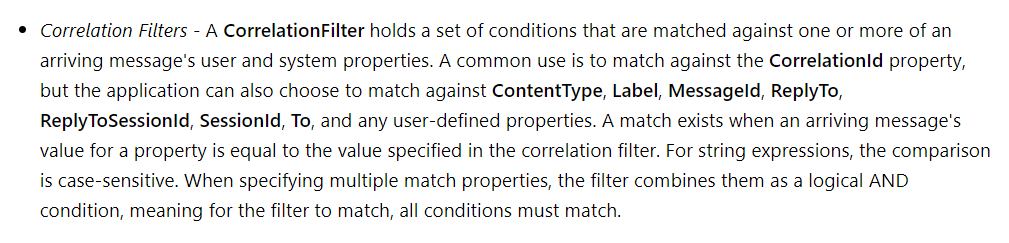 • Correlation Filters - A CorrelationFilter holds a set of conditions that are matched against one or more of an
arriving message's user and system properties. A common use is to match against the CorrelationId property,
but the application can also choose to match against ContentType, Label, MessageId, ReplyTo,
ReplyToSessionId, SessionId, To, and any user-defined properties. A match exists when an arriving message's
value for a property is equal to the value specified in the correlation filter. For string expressions, the comparison
is case-sensitive. When specifying multiple match properties, the filter combines them as a logical AND
condition, meaning for the filter to match, all conditions must match.